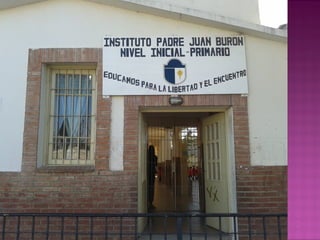 INSTITUTO PADRE JUAN BURON
NIVEL INICIAL-PRIMARIO
EDUCAMOS PARA LA LIBERTAD Y EL ENCUENTRO